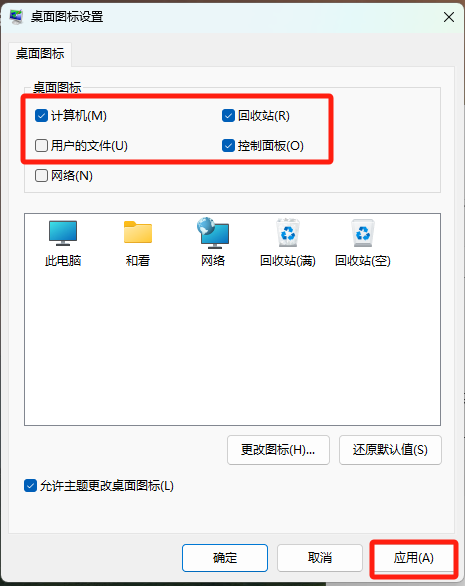 桌面图标设置
桌面图标
桌面图标
计算机(M) 回收站(R)
用户的文件(U) 控制面板(O)
网络(N)
此电脑 和看 网络 回收站(满) 回收站(空)
更改图标(H)... 还原默认值(S)
允许主题更改桌面图标(L)
确定 取消 应用(A)